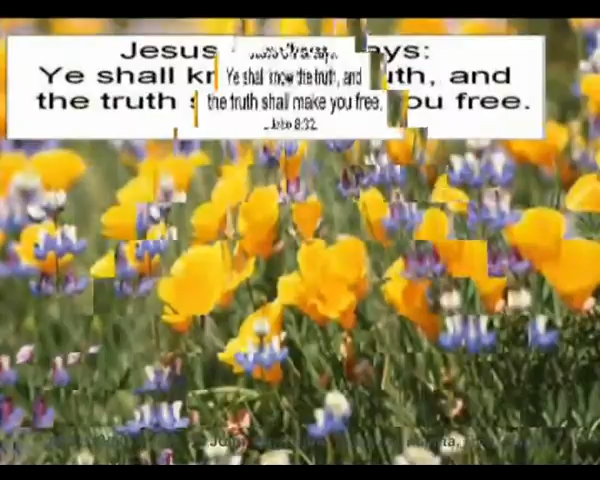 Jesus ays:
Ye shall kr Ye shall know the truth, and uth, and
the truth the truth shall make you free. ou free.
John 8:32